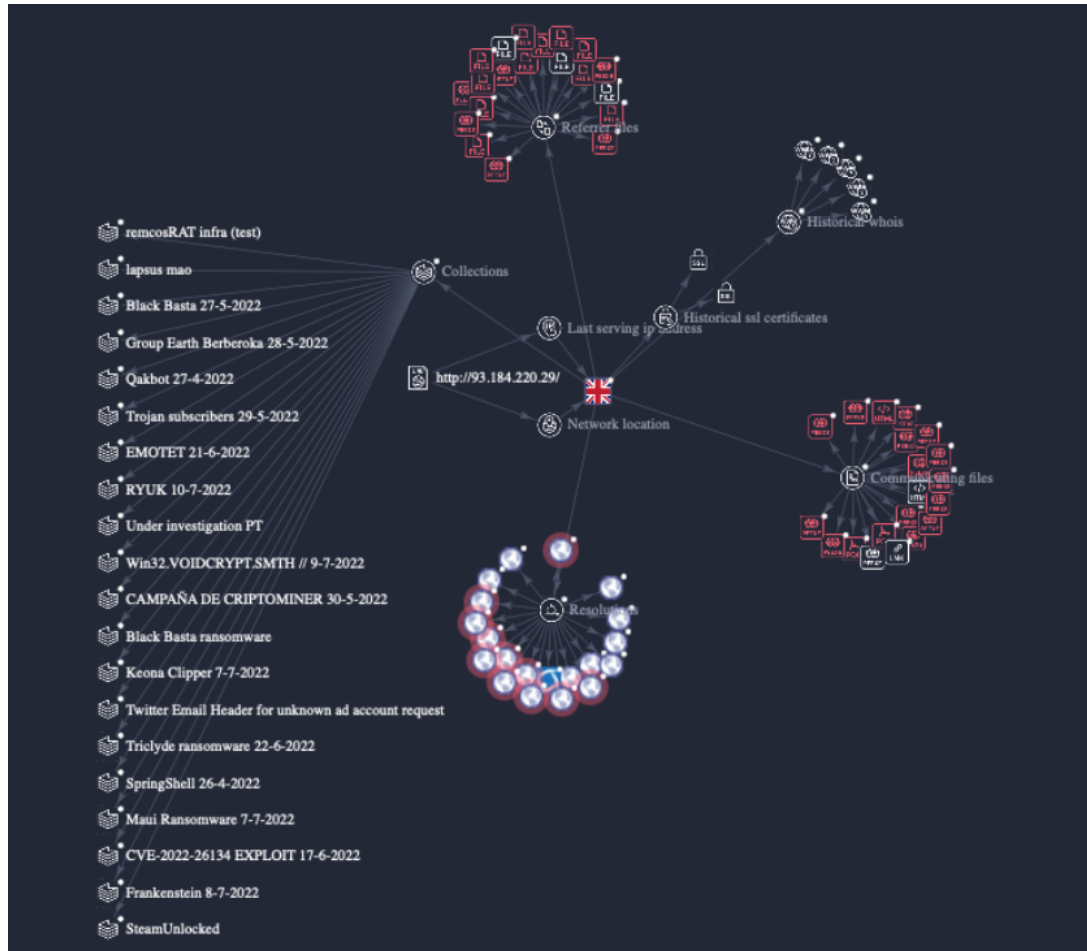 Referrer files
Historical whois
remcosRAT infra (test)
lapsus mao
Collections
Black Basta 27-5-2022
Historical ssl certificates
Last serving ip address
Group Earth Berberoka 28-5-2022
Qakbot 27-4-2022
http://93.184.220.29/
Trojan subscribers 29-5-2022
Network location
EMOTET 21-6-2022
Communicating files
RYUK 10-7-2022
Under investigation PT
Win32.VOIDCRYPT.SMTH // 9-7-2022
CAMPAÑA DE CRIPTOMINER 30-5-2022
Resolutions
Black Basta ransomware
Keona Clipper 7-7-2022
Twitter Email Header for unknown ad account request
Triclyde ransomware 22-6-2022
SpringShell 26-4-2022
Maui Ransomware 7-7-2022
CVE-2022-26134 EXPLOIT 17-6-2022
Frankenstein 8-7-2022
SteamUnlocked